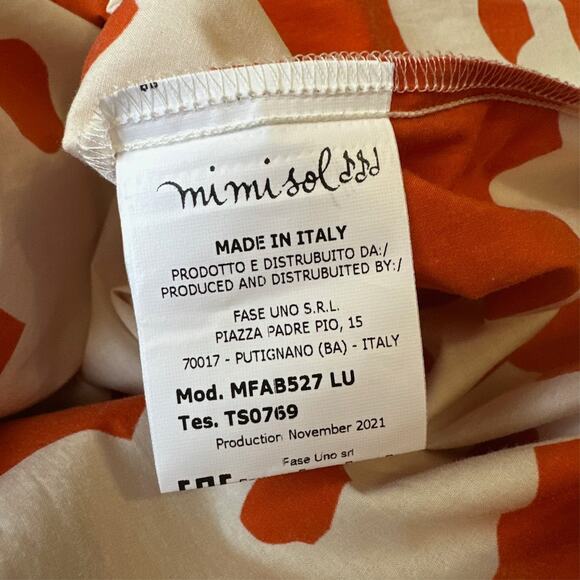 mimisol
MADE IN ITALY
PRODOTTO E DISTRUBUITO DA:/
PRODUCED AND DISTRUBUITED BY:/
FASE UNO S.R.L.
PIAZZA PADRE PIO, 15
70017 - PUTIGNANO (BA) - ITALY
Mod. MFAB527 LU
Tes. TS0769
Production November 2021
Fase Uno srl